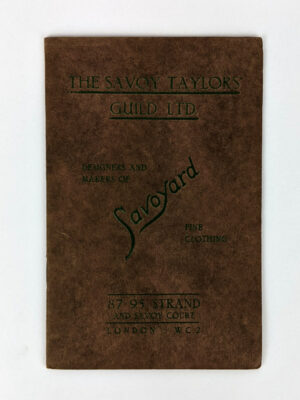 THE SAVOY TAYLORS'
GUILD LTD
DESIGNERS AND
MAKERS OF
Savoyard
FINE
CLOTHING
87-95, STRAND
AND SAVOY COURT
LONDON : W.C.2